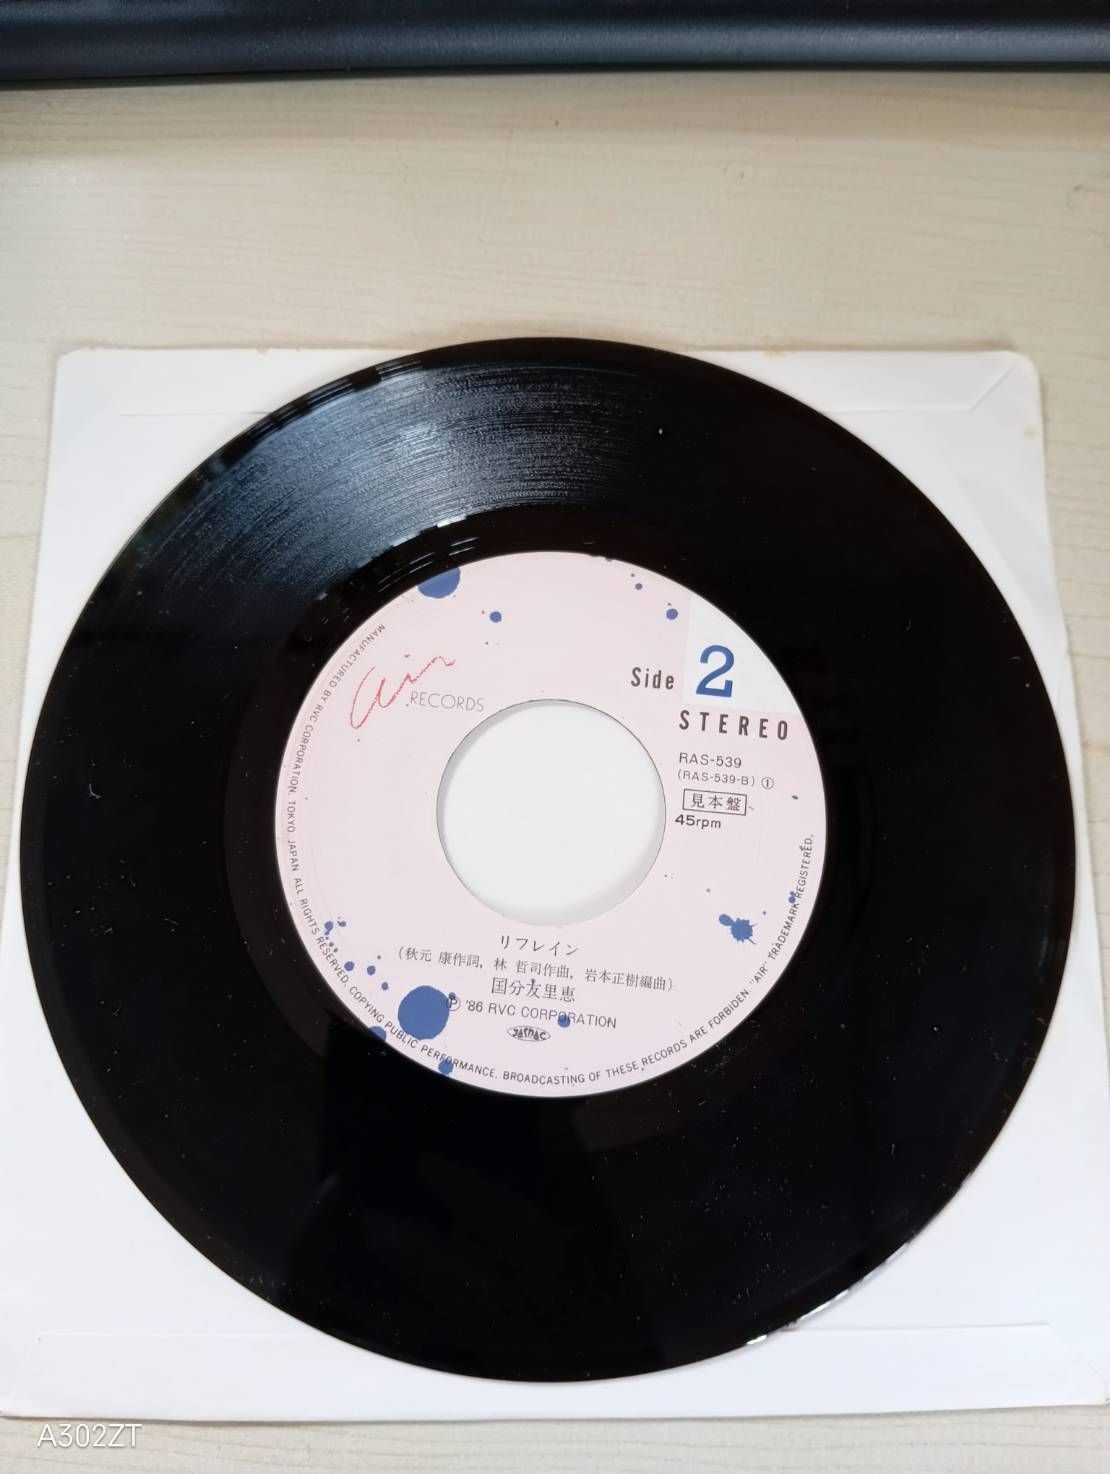 Air
RECORDS
Side 2
STEREO
RAS-539
(RAS-539-B) ①
見本盤
45rpm
リフレイン
(秋元 康作詞, 林 哲司作曲, 岩本正樹編曲)
国分友里恵
Ⓟ '86 RVC CORPORATION
JASRAC
MANUFACTURED BY RVC CORPORATION, TOKYO, JAPAN. ALL RIGHTS RESERVED. COPYING PUBLIC PERFORMANCE. BROADCASTING OF THESE RECORDS ARE FORBIDDEN. "AIR" TRADEMARK REGISTERED.
A302ZT